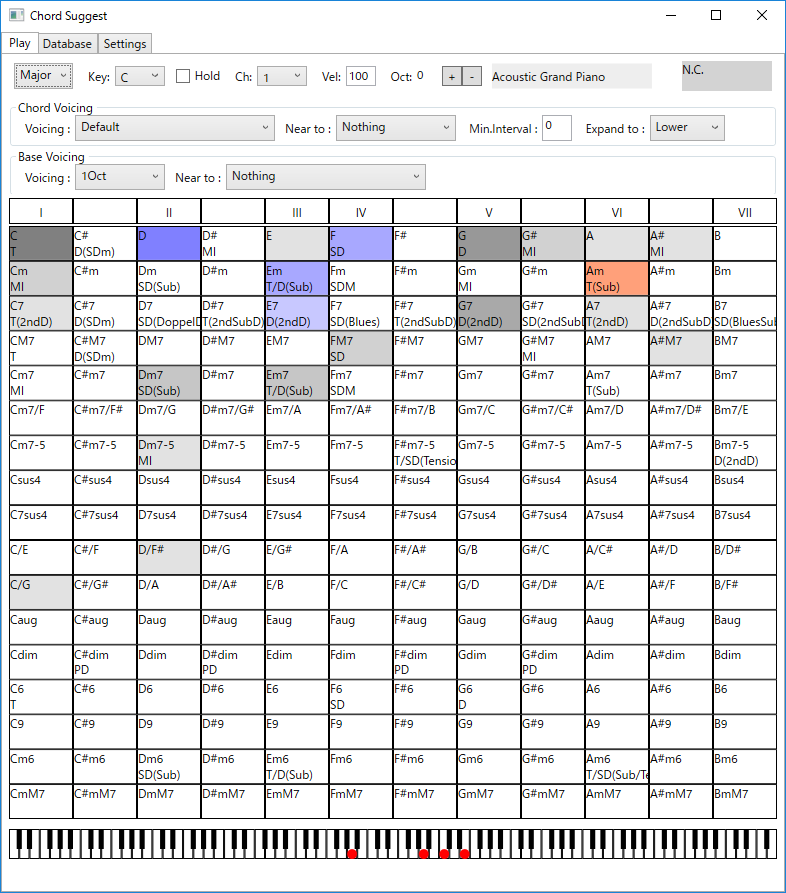 Chord Suggest
Play Database Settings
Major Key: C Hold Ch: 1 Vel: 100 Oct: 0 + - Acoustic Grand Piano N.C.
Chord Voicing
Voicing : Default Near to : Nothing Min.Interval : 0 Expand to : Lower
Base Voicing
Voicing : 1Oct Near to : Nothing
I II III IV V VI VII
C C# D D# E F F# G G# A A# B
T D(SDm) MI SD D MI MI
Cm C#m Dm D#m Em Fm F#m Gm G#m Am A#m Bm
MI SD(Sub) T/D(Sub) SDM MI T(Sub)
C7 C#7 D7 D#7 E7 F7 F#7 G7 G#7 A7 A#7 B7
T(2ndD) D(SDm) SD(Doppel T(2ndSubD) D(2ndD) SD(Blues) T(2ndSubD) D(2ndD) SD(2ndSub T(2ndD) D(2ndSubD SD(BluesSu
CM7 C#M7 DM7 D#M7 EM7 FM7 F#M7 GM7 G#M7 AM7 A#M7 BM7
T D(SDm) SD MI
Cm7 C#m7 Dm7 D#m7 Em7 Fm7 F#m7 Gm7 G#m7 Am7 A#m7 Bm7
MI SD(Sub) T/D(Sub) SDM T(Sub)
Cm7/F C#m7/F# Dm7/G D#m7/G# Em7/A Fm7/A# F#m7/B Gm7/C G#m7/C# Am7/D A#m7/D# Bm7/E
Cm7-5 C#m7-5 Dm7-5 D#m7-5 Em7-5 Fm7-5 F#m7-5 Gm7-5 G#m7-5 Am7-5 A#m7-5 Bm7-5
MI T/SD(Tensio D(2ndD)
Csus4 C#sus4 Dsus4 D#sus4 Esus4 Fsus4 F#sus4 Gsus4 G#sus4 Asus4 A#sus4 Bsus4
C7sus4 C#7sus4 D7sus4 D#7sus4 E7sus4 F7sus4 F#7sus4 G7sus4 G#7sus4 A7sus4 A#7sus4 B7sus4
C/E C#/F D/F# D#/G E/G# F/A F#/A# G/B G#/C A/C# A#/D B/D#
C/G C#/G# D/A D#/A# E/B F/C F#/C# G/D G#/D# A/E A#/F B/F#
Caug C#aug Daug D#aug Eaug Faug F#aug Gaug G#aug Aaug A#aug Baug
Cdim C#dim Ddim D#dim Edim Fdim F#dim Gdim G#dim Adim A#dim Bdim
PD PD PD PD
C6 C#6 D6 D#6 E6 F6 F#6 G6 G#6 A6 A#6 B6
T SD D
C9 C#9 D9 D#9 E9 F9 F#9 G9 G#9 A9 A#9 B9
Cm6 C#m6 Dm6 D#m6 Em6 Fm6 F#m6 Gm6 G#m6 Am6 A#m6 Bm6
SD(Sub) T/D(Sub) T/SD(Sub/Te
CmM7 C#mM7 DmM7 D#mM7 EmM7 FmM7 F#mM7 GmM7 G#mM7 AmM7 A#mM7 BmM7